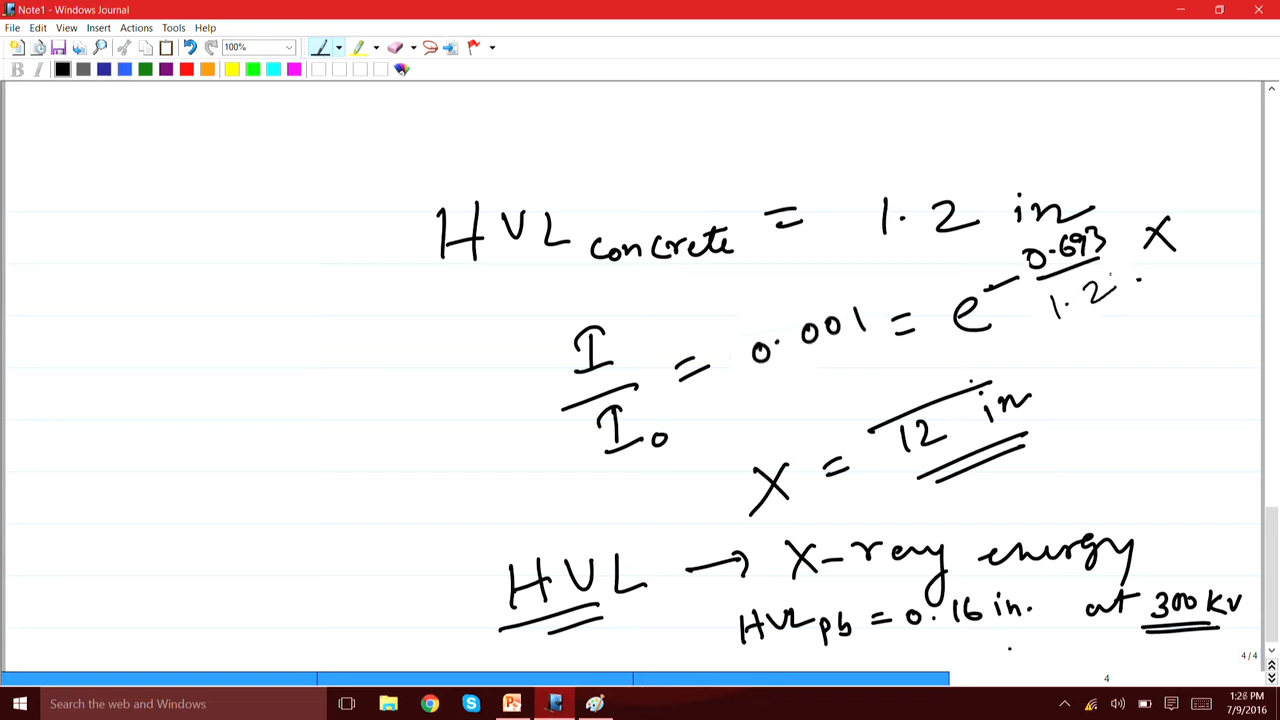 Note1 - Windows Journal
File Edit View Insert Actions Tools Help
100%
B I
HVL concrete = 1.2 in
I/I₀ = 0.001 = e^(-0.693/1.2 . X)
X = 12 in
HVL → X-ray energy
HVL pb = 0.16 in. at 300 kv
4 / 4
4
Search the web and Windows
1:26 PM
7/9/2016